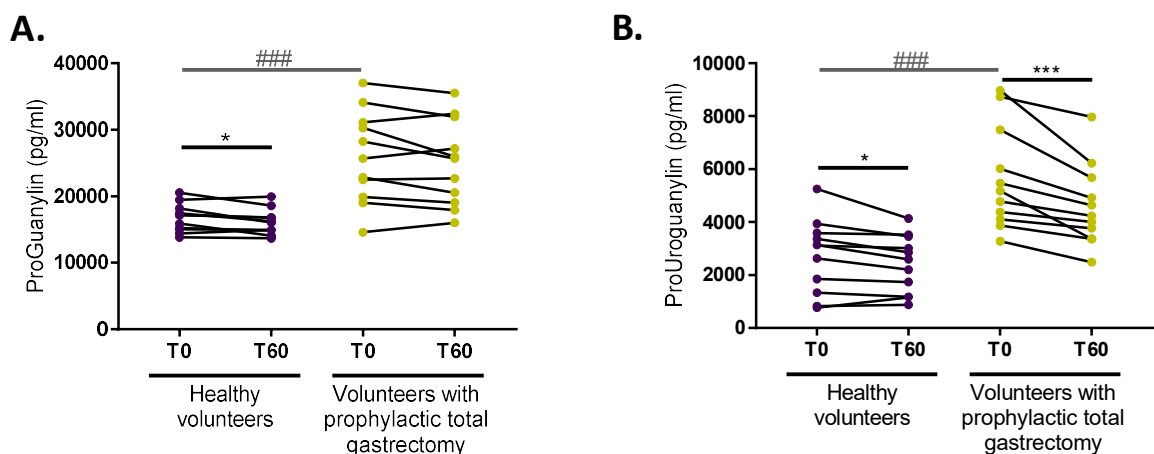 A.
###
40000
30000
20000
10000
0
ProGuanylin (pg/ml)
*
T0 T60 T0 T60
Healthy
volunteers
Volunteers with
prophylactic total
gastrectomy
B.
###
***
10000
8000
6000
4000
2000
0
ProUroguanylin (pg/ml)
*
T0 T60 T0 T60
Healthy
volunteers
Volunteers with
prophylactic total
gastrectomy